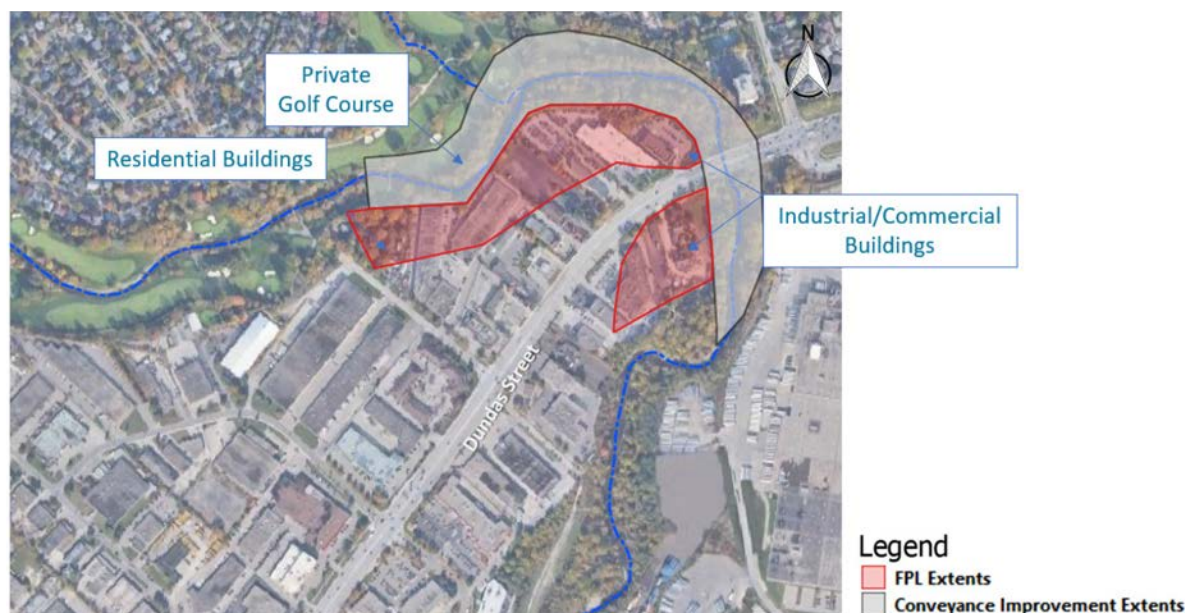 N
Private
Golf Course
Residential Buildings
Industrial/Commercial
Buildings
Dundas Street
Legend
FPL Extents
Conveyance Improvement Extents